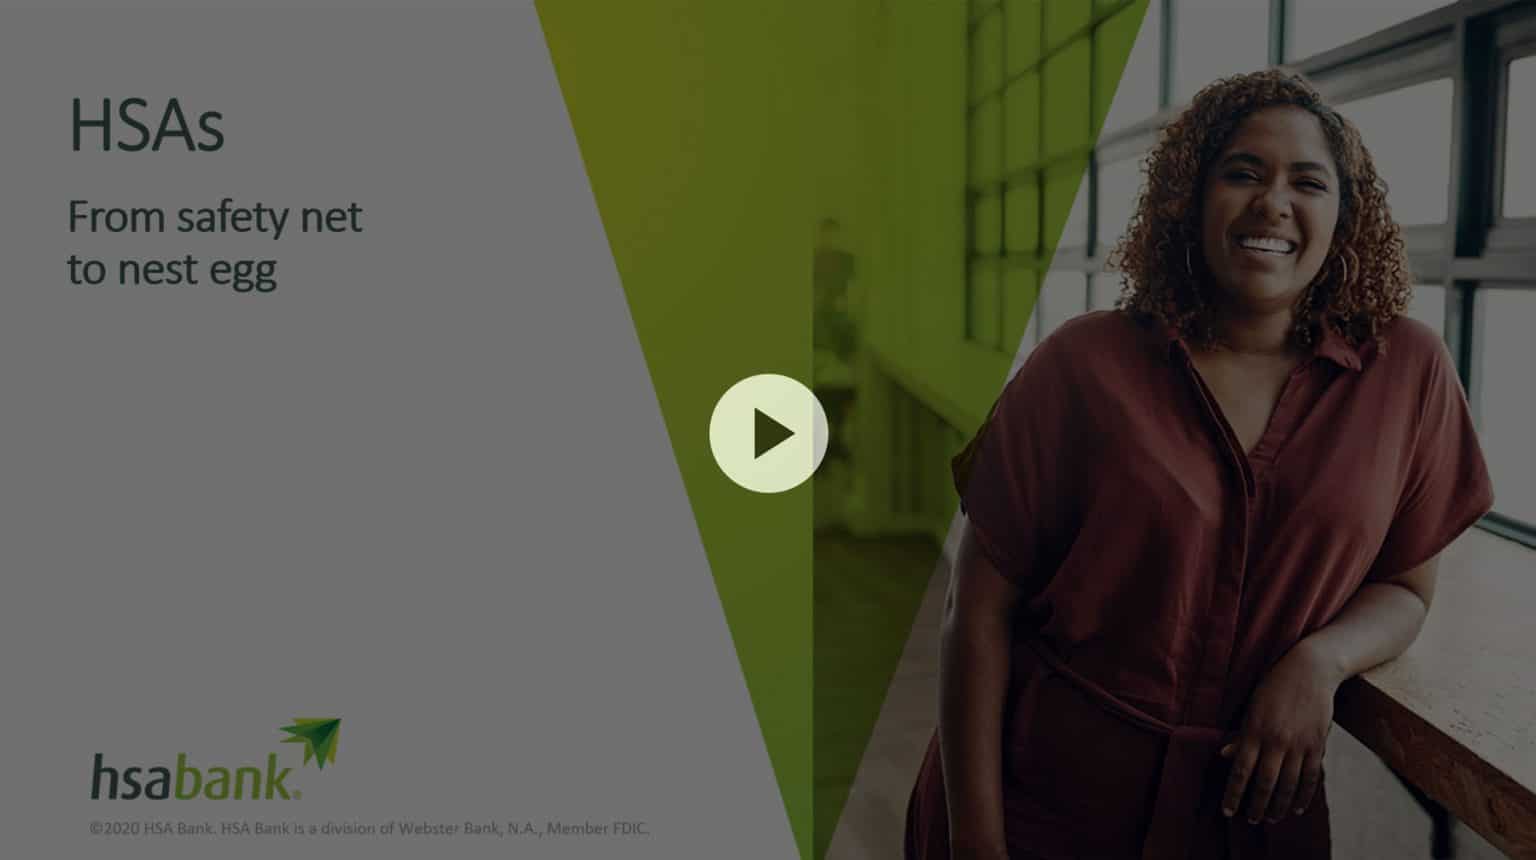 HSAs
From safety net
to nest egg
hsabank.
©2020 HSA Bank. HSA Bank is a division of Webster Bank, N.A., Member FDIC.